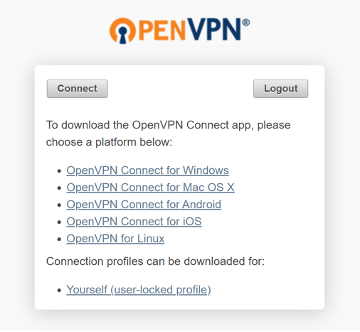 OPENVPN®
Connect
Logout
To download the OpenVPN Connect app, please
choose a platform below:
OpenVPN Connect for Windows
OpenVPN Connect for Mac OS X
OpenVPN Connect for Android
OpenVPN Connect for iOS
OpenVPN for Linux
Connection profiles can be downloaded for:
Yourself (user-locked profile)